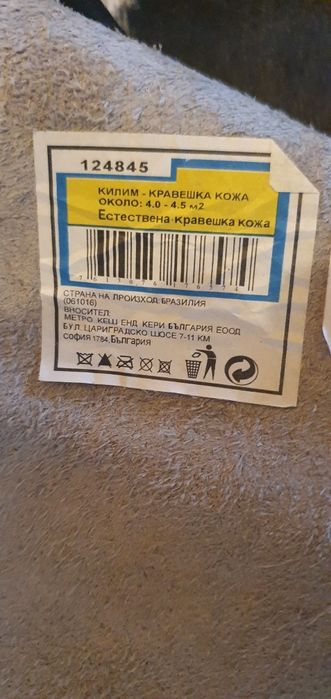 124845
КИЛИМ - КРАВЕШКА КОЖА
ОКОЛО: 4.0 - 4.5 м2
Естествена кравешка кожа
СТРАНА НА ПРОИЗХОД: БРАЗИЛИЯ
(061016)
ВНОСИТЕЛ:
МЕТРО КЕШ ЕНД КЕРИ БЪЛГАРИЯ ЕООД
БУЛ. ЦАРИГРАДСКО ШОСЕ 7-11 КМ
СОФИЯ 1784, България